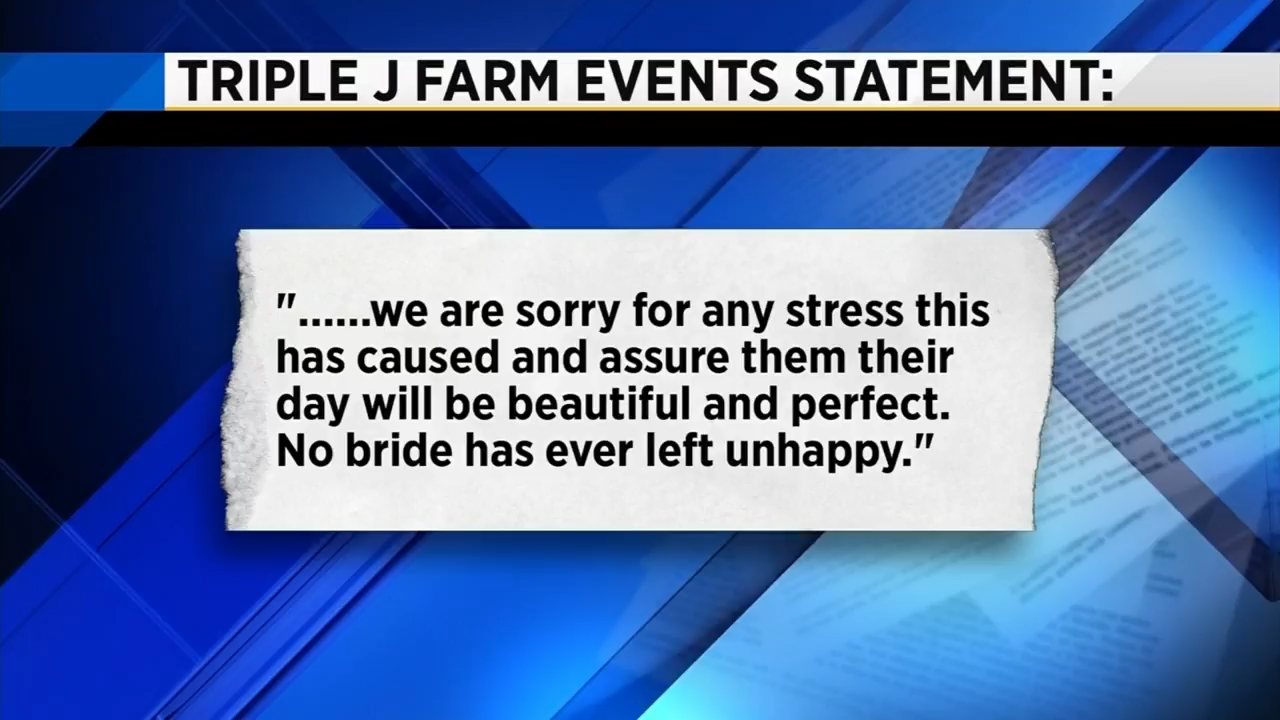 TRIPLE J FARM EVENTS STATEMENT:
"......we are sorry for any stress this
has caused and assure them their
day will be beautiful and perfect.
No bride has ever left unhappy."